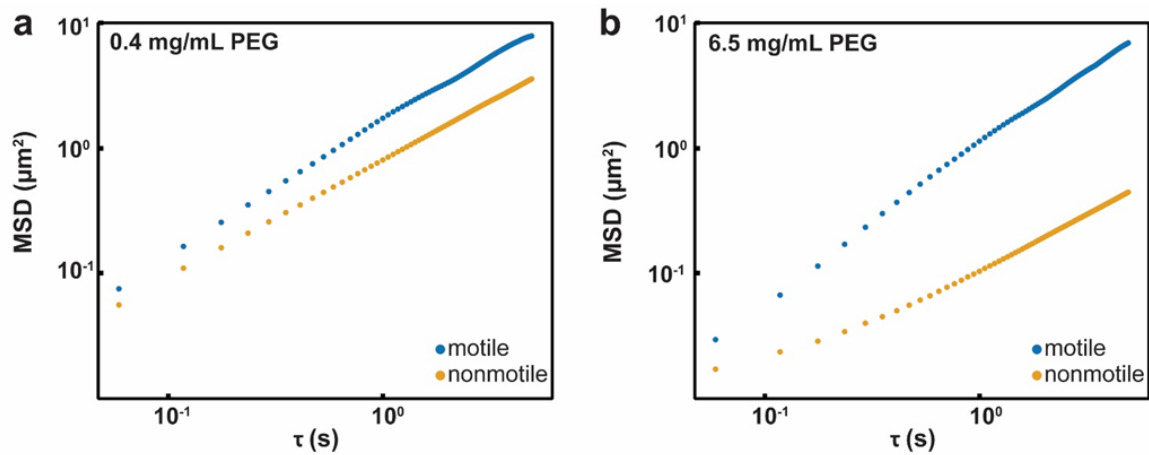 a
0.4 mg/mL PEG
MSD (μm²)
10¹
10⁰
10⁻¹
motile
nonmotile
10⁻¹
10⁰
τ (s)
b
6.5 mg/mL PEG
MSD (μm²)
10¹
10⁰
10⁻¹
motile
nonmotile
10⁻¹
10⁰
τ (s)